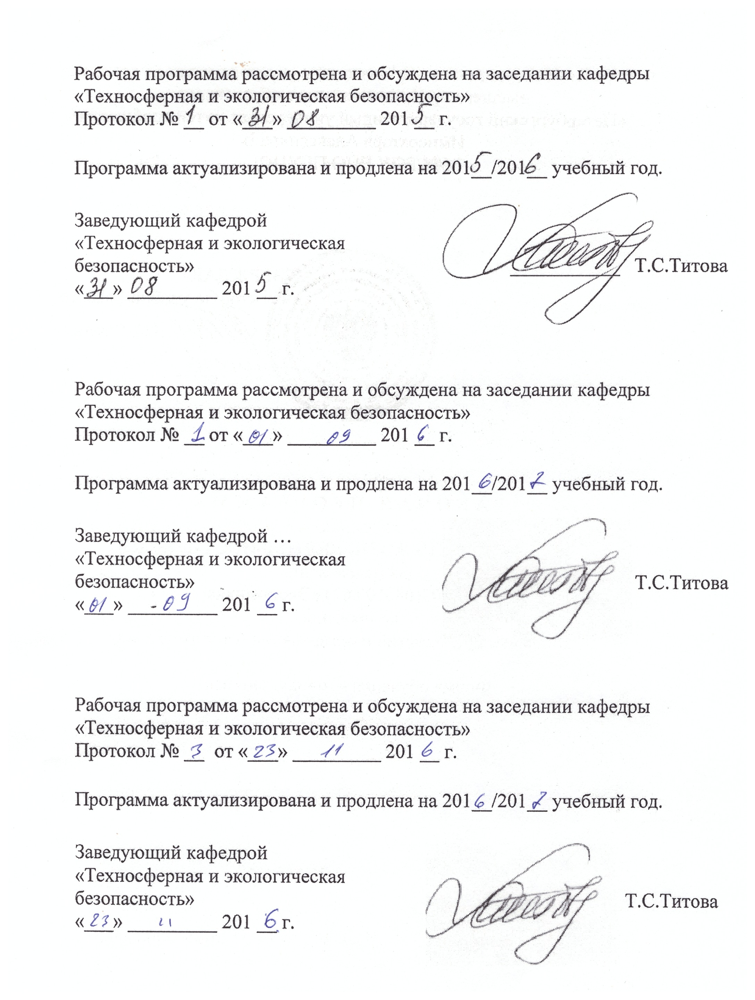 Рабочая программа рассмотрена и обсуждена на заседании кафедры
«Техносферная и экологическая безопасность»
Протокол № 1 от «31» 08 2015 г.
Программа актуализирована и продлена на 2015/2016 учебный год.
Заведующий кафедрой
«Техносферная и экологическая
безопасность»
Т.С.Титова
«31» 08 2015 г.
Рабочая программа рассмотрена и обсуждена на заседании кафедры
«Техносферная и экологическая безопасность»
Протокол № 1 от «01» 09 2016 г.
Программа актуализирована и продлена на 2016/2017 учебный год.
Заведующий кафедрой …
«Техносферная и экологическая
безопасность»
Т.С.Титова
«01» - 09 2016 г.
Рабочая программа рассмотрена и обсуждена на заседании кафедры
«Техносферная и экологическая безопасность»
Протокол № 3 от «23» 11 2016 г.
Программа актуализирована и продлена на 2016/2017 учебный год.
Заведующий кафедрой
«Техносферная и экологическая
безопасность»
Т.С.Титова
«23» 11 2016 г.